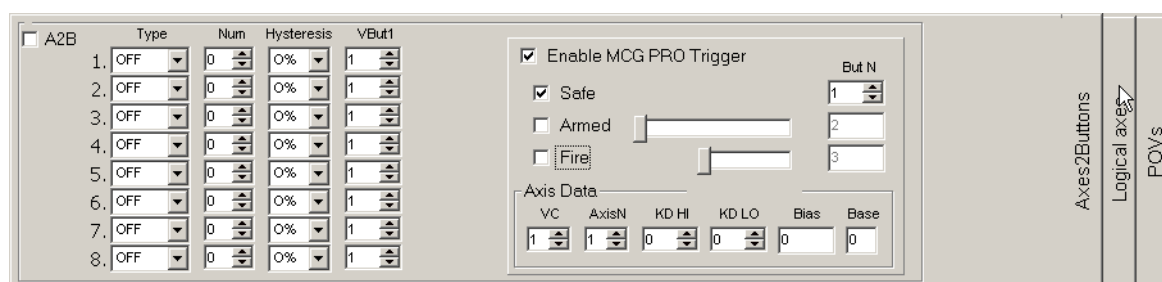 A2B Type Num Hysteresis VBut1
1. OFF 0 0% 1
2. OFF 0 0% 1
3. OFF 0 0% 1
4. OFF 0 0% 1
5. OFF 0 0% 1
6. OFF 0 0% 1
7. OFF 0 0% 1
8. OFF 0 0% 1
Enable MCG PRO Trigger
But N
Safe 1
Armed 2
Fire 3
Axis Data
VC AxisN KD HI KD LO Bias Base
1 1 0 0 0 0
Axes2Buttons
Logical axes
POVs